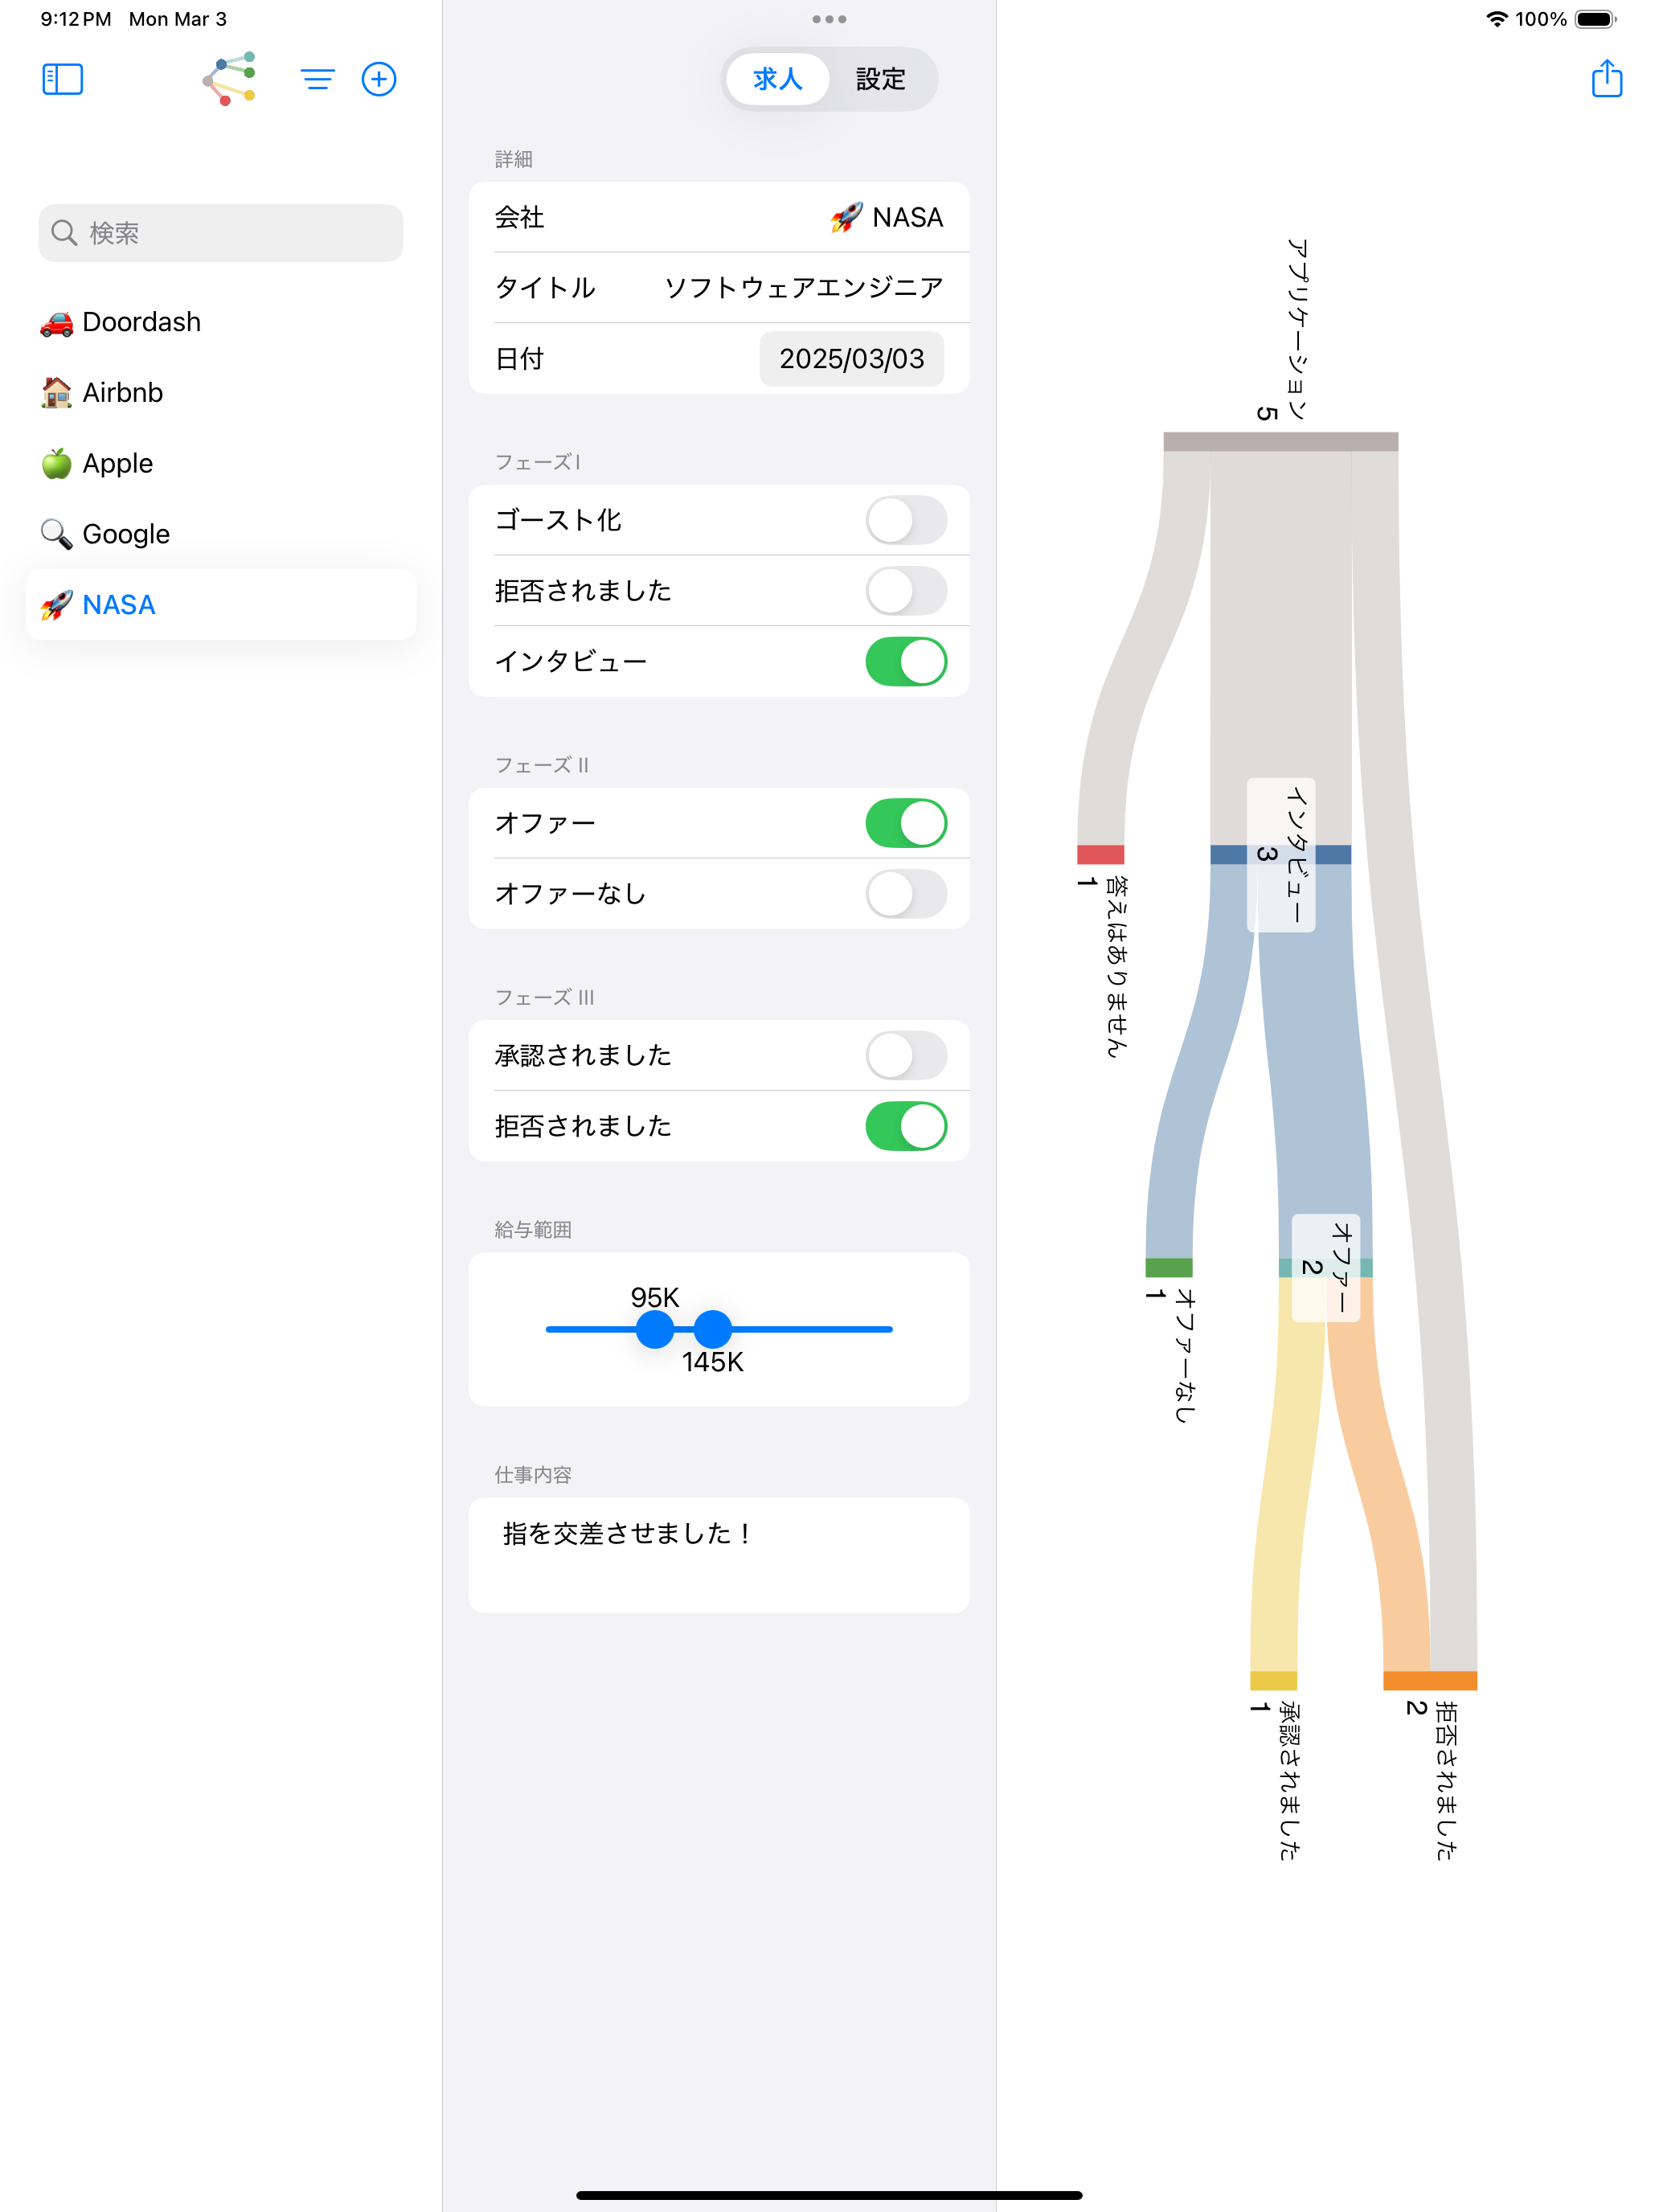 9:12 PM Mon Mar 3
100%
求人 設定
検索
Doordash
Airbnb
Apple
Google
NASA
詳細
会社 NASA
タイトル ソフトウェアエンジニア
日付 2025/03/03
フェーズ I
ゴースト化
拒否されました
インタビュー
フェーズ II
オファー
オファーなし
フェーズ III
承認されました
拒否されました
給与範囲
95K
145K
仕事内容
指を交差させました！
アプリケーション
5
インタビュー
3
答えはありません
1
オファー
2
オファーなし
1
拒否されました
2
承認されました
1